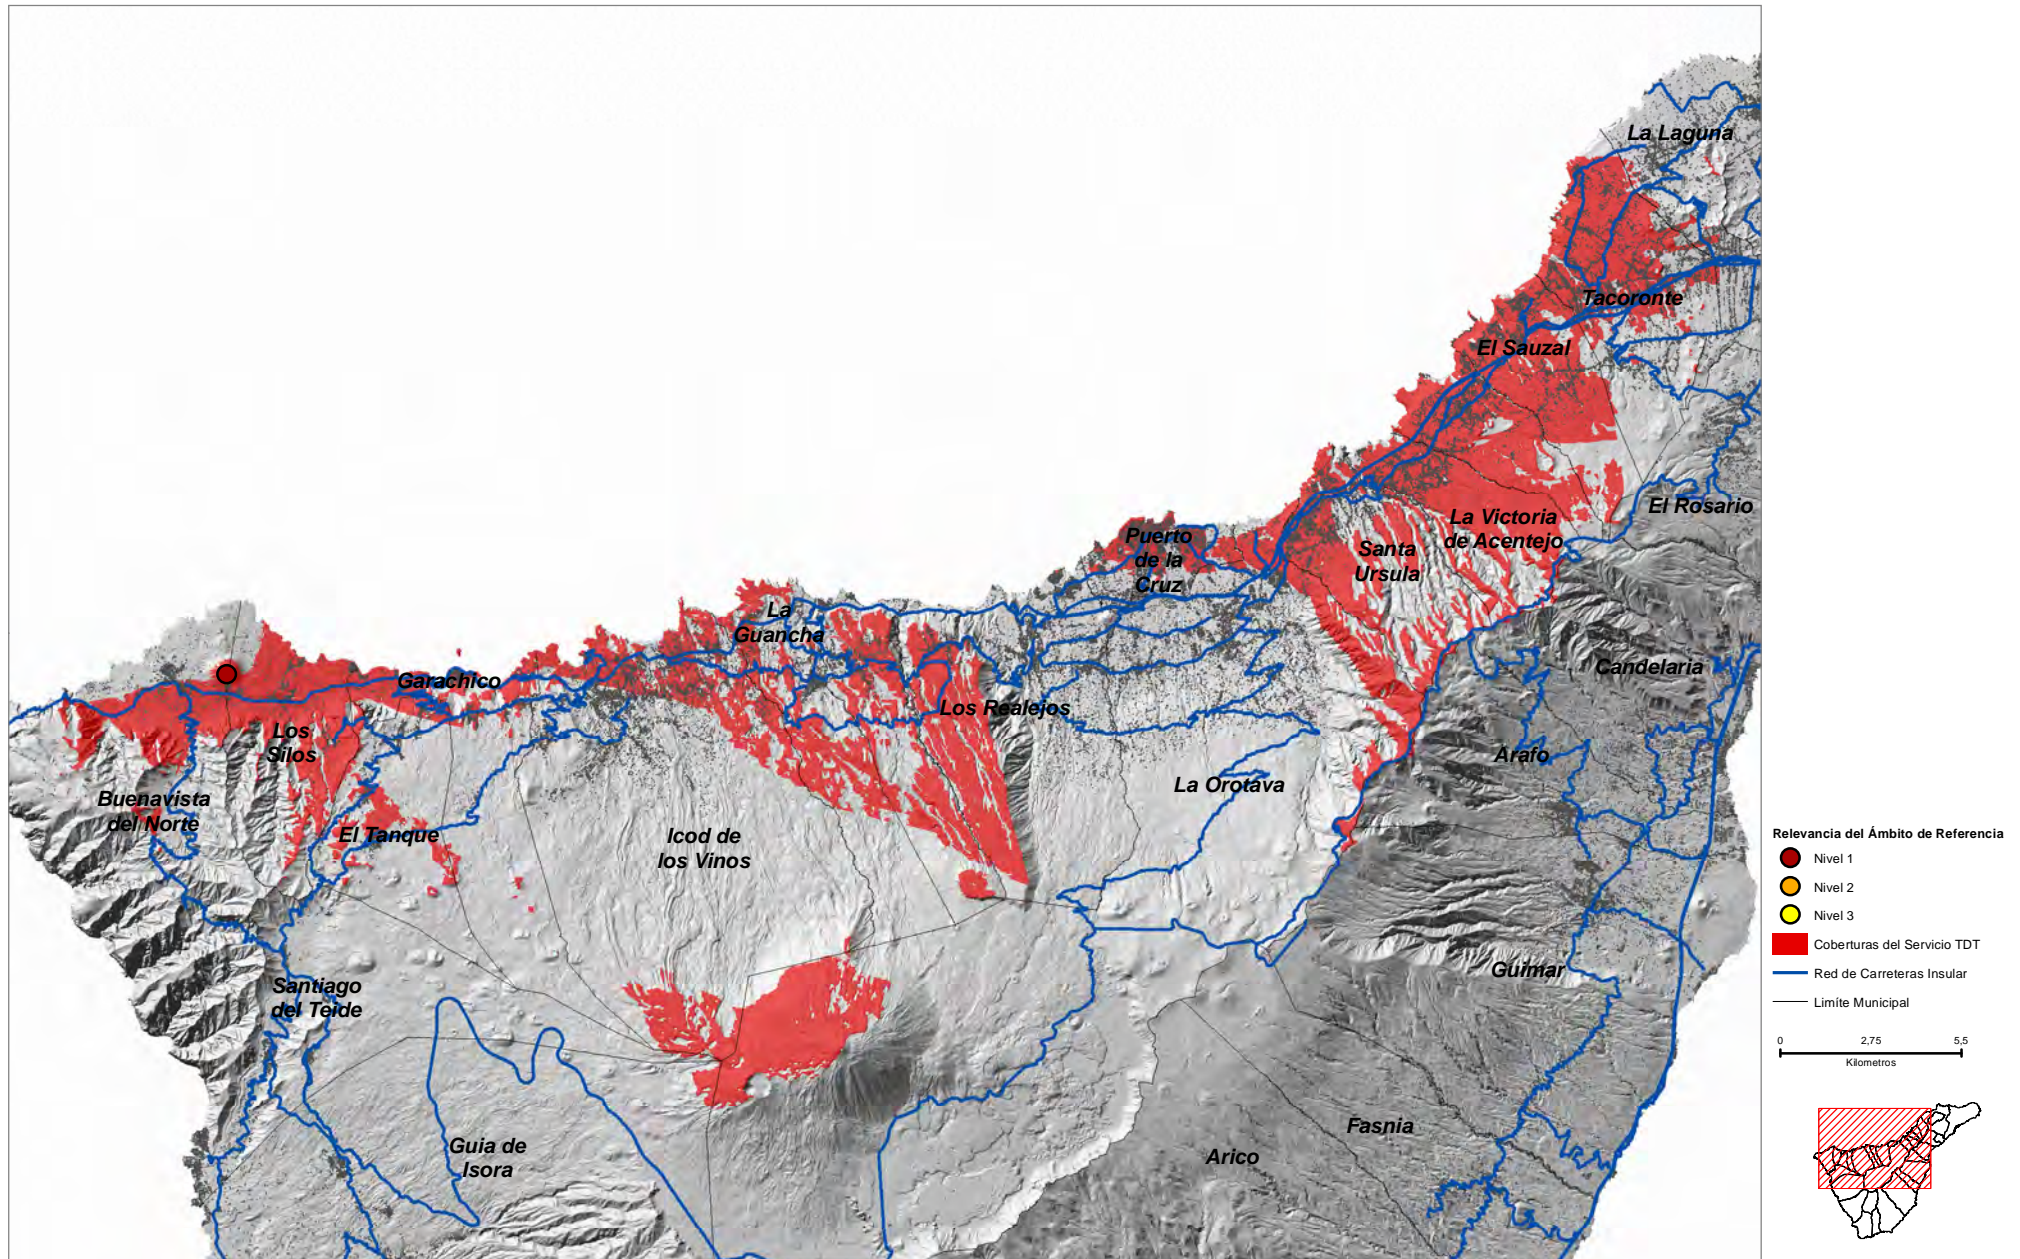 La Laguna
Tacoronte
El Sauzal
El Rosario
La Victoria
de Acentejo
Santa
Ursula
Puerto
de la
Cruz
La
Guancha
Candelaria
Garachico
Los Realejos
Los
Silos
Arafo
La Orotava
Buenavista
del Norte
El Tanque
Icod de
los Vinos
Guimar
Santiago
del Teide
Fasnia
Guia de
Isora
Arico
Relevancia del Ámbito de Referencia
Nivel 1
Nivel 2
Nivel 3
Coberturas del Servicio TDT
Red de Carreteras Insular
Limíte Municipal
0 2,75 5,5
Kilometros